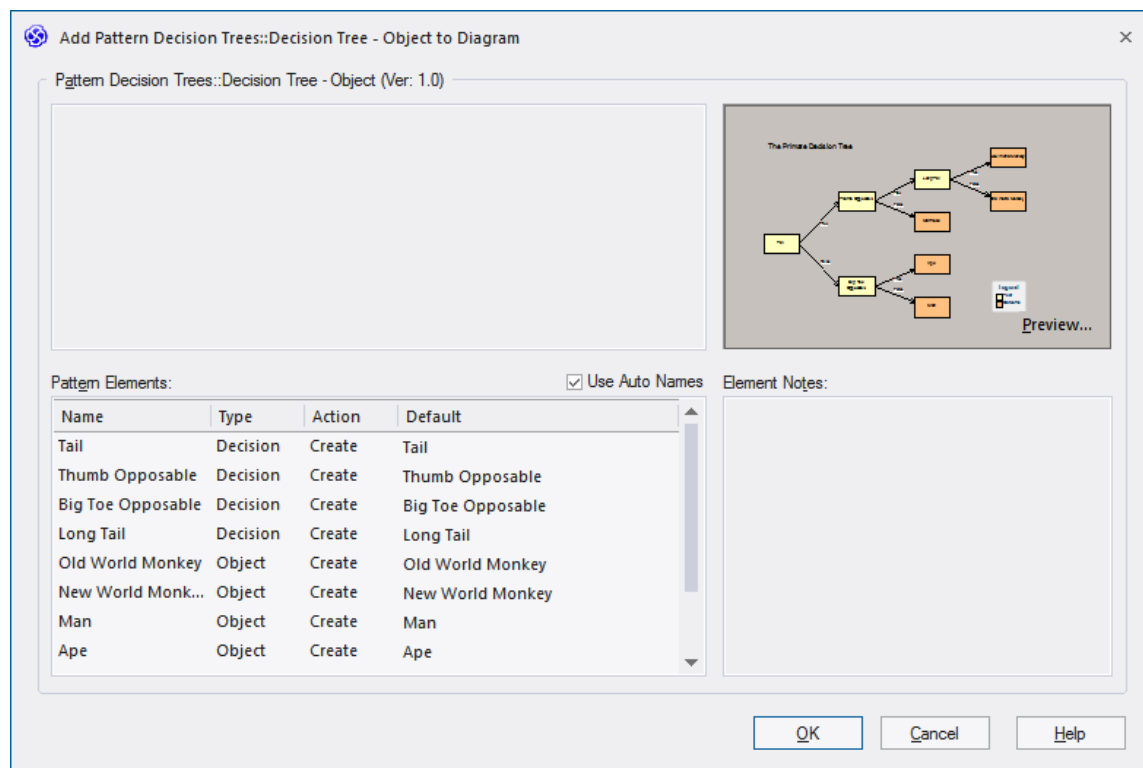 Add Pattern Decision Trees::Decision Tree - Object to Diagram
Pattern Decision Trees::Decision Tree - Object (Ver: 1.0)
The Primate Decision Tree
Preview...
Pattern Elements:
Use Auto Names
Element Notes:
Name Type Action Default
Tail Decision Create Tail
Thumb Opposable Decision Create Thumb Opposable
Big Toe Opposable Decision Create Big Toe Opposable
Long Tail Decision Create Long Tail
Old World Monkey Object Create Old World Monkey
New World Monk... Object Create New World Monkey
Man Object Create Man
Ape Object Create Ape
OK Cancel Help